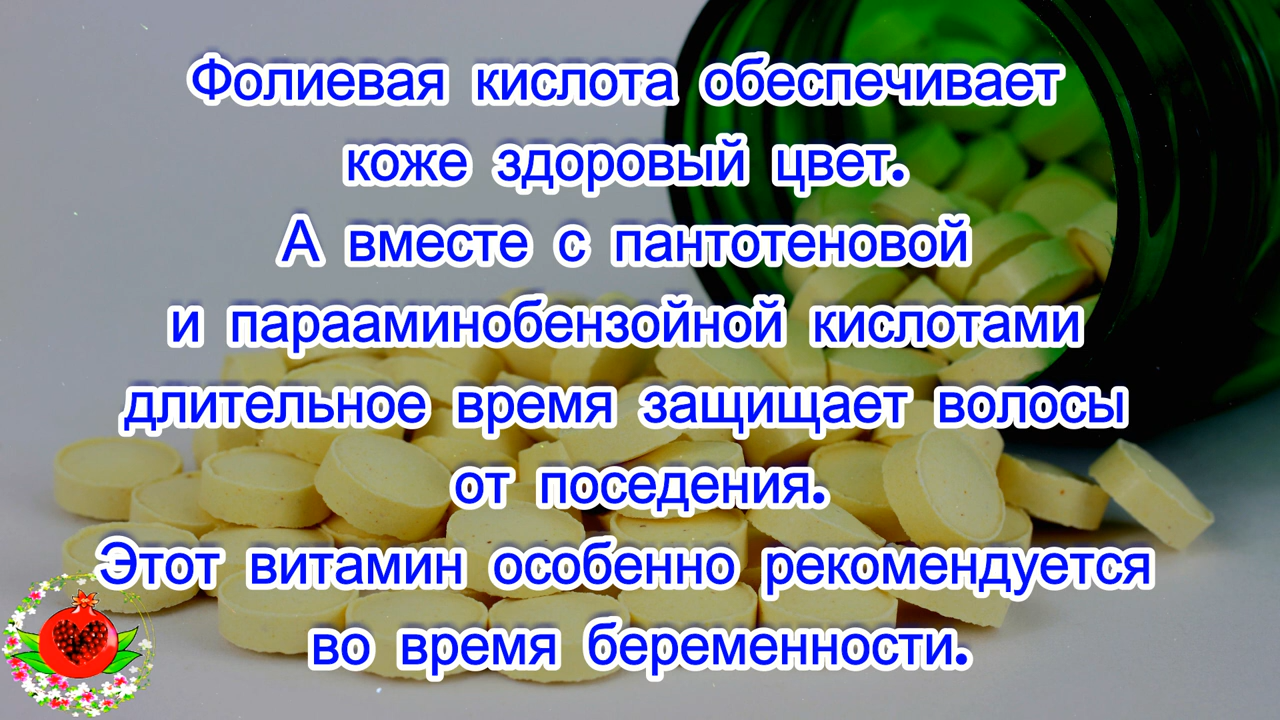 Фолиевая кислота обеспечивает
коже здоровый цвет.
А вместе с пантотеновой
и парааминобензойной кислотами
длительное время защищает волосы
от поседения.
Этот витамин особенно рекомендуется
во время беременности.